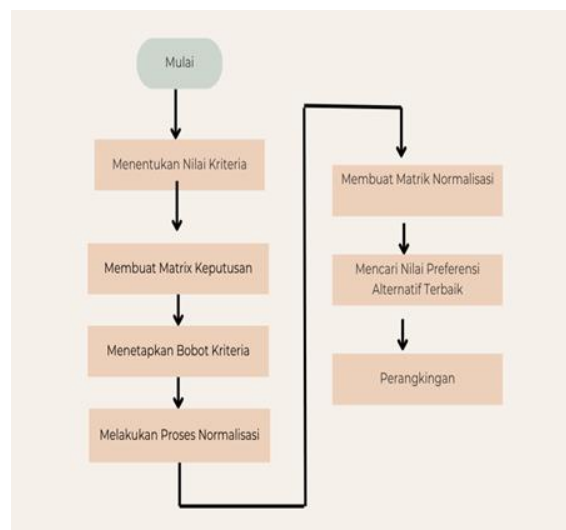 Mulai
Menentukan Nilai Kriteria
Membuat Matrix Keputusan
Menetapkan Bobot Kriteria
Melakukan Proses Normalisasi
Membuat Matrik Normalisasi
Mencari Nilai Preferensi
Alternatif Terbaik
Perangkingan